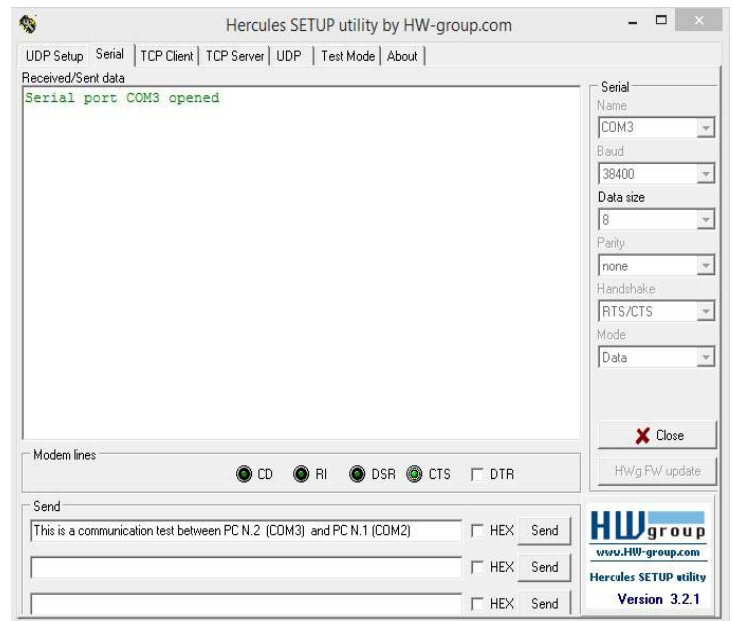 Hercules SETUP utility by HW-group.com
UDP Setup Serial TCP Client TCP Server UDP Test Mode About
Received/Sent data
Serial port COM3 opened
Serial
Name
COM3
Baud
38400
Data size
8
Parity
none
Handshake
RTS/CTS
Mode
Data
Close
HWg FW update
Modem lines
CD RI DSR CTS DTR
Send
This is a communication test between PC N.2 (COM3) and PC N.1 (COM2) HEX Send
HEX Send
HEX Send
HWgroup
www.HW-group.com
Hercules SETUP utility
Version 3.2.1